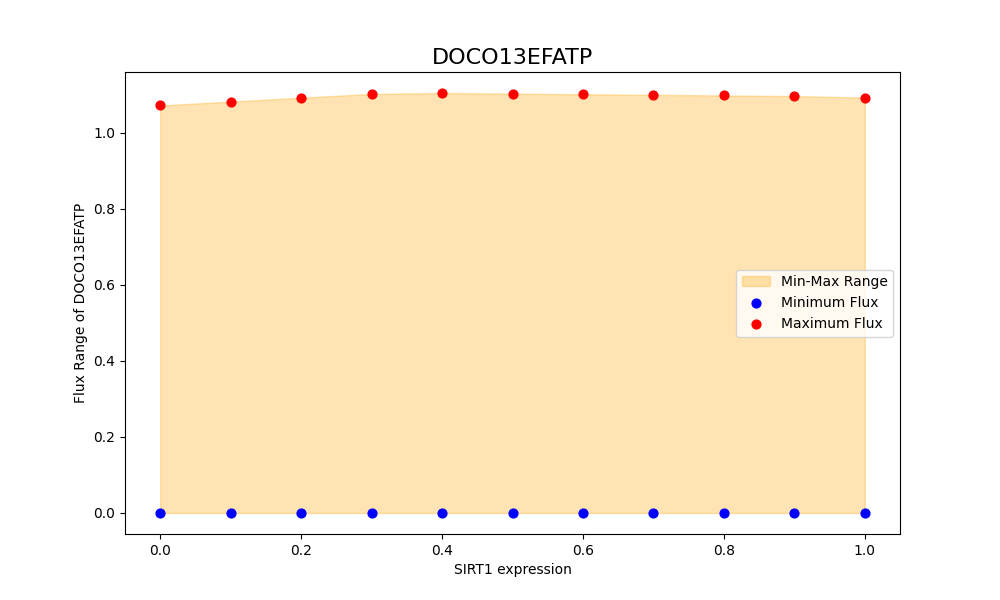 DOCO13EFATP
Flux Range of DOCO13EFATP
1.0
0.8
0.6
0.4
0.2
0.0
Min-Max Range
Minimum Flux
Maximum Flux
0.0 0.2 0.4 0.6 0.8 1.0
SIRT1 expression